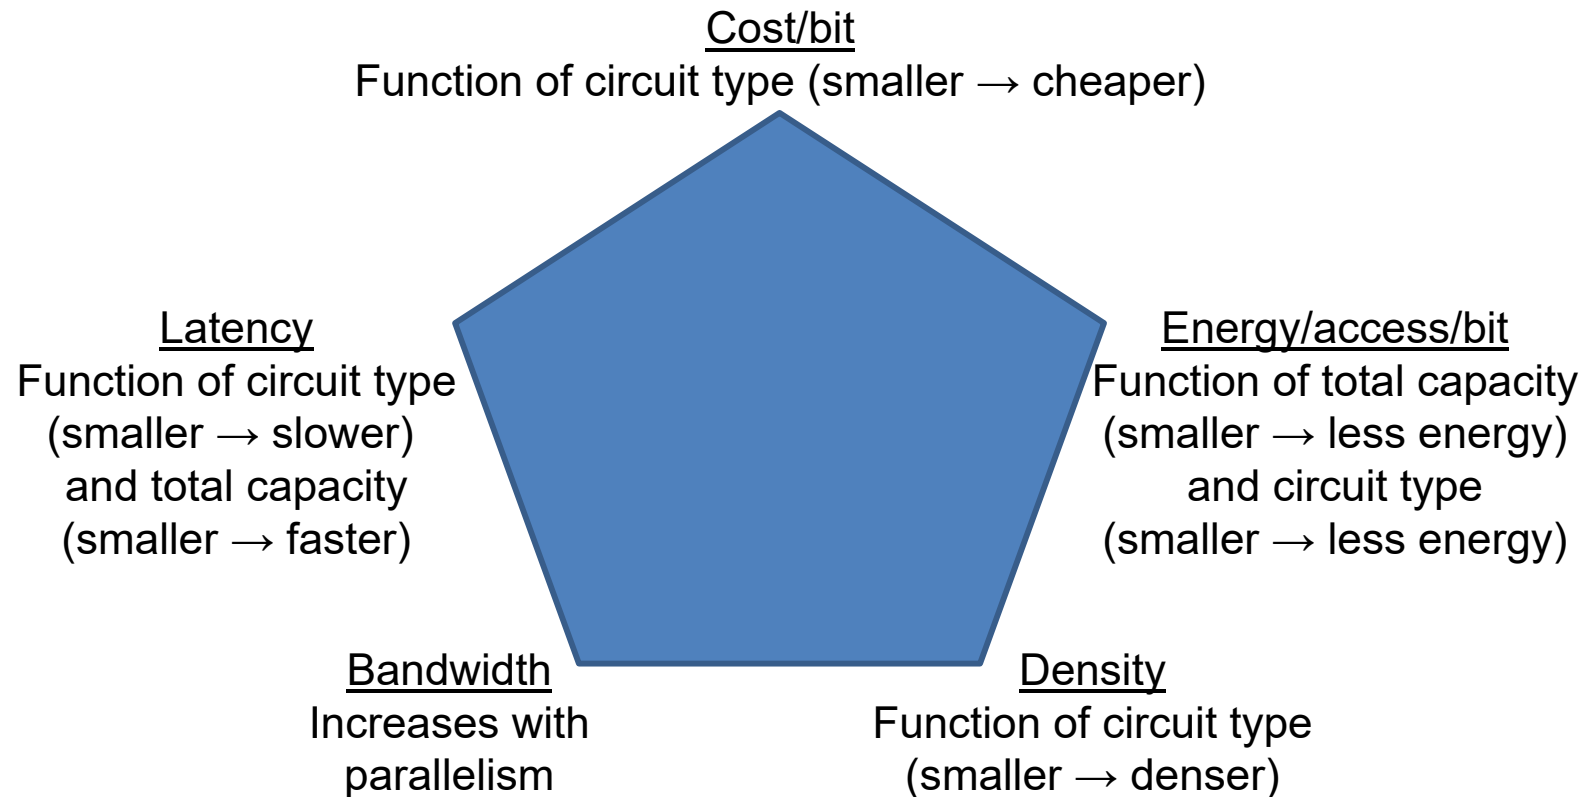 Cost/bit
Function of circuit type (smaller → cheaper)
Latency
Function of circuit type
(smaller → slower)
and total capacity
(smaller → faster)
Energy/access/bit
Function of total capacity
(smaller → less energy)
and circuit type
(smaller → less energy)
Bandwidth
Increases with
parallelism
Density
Function of circuit type
(smaller → denser)